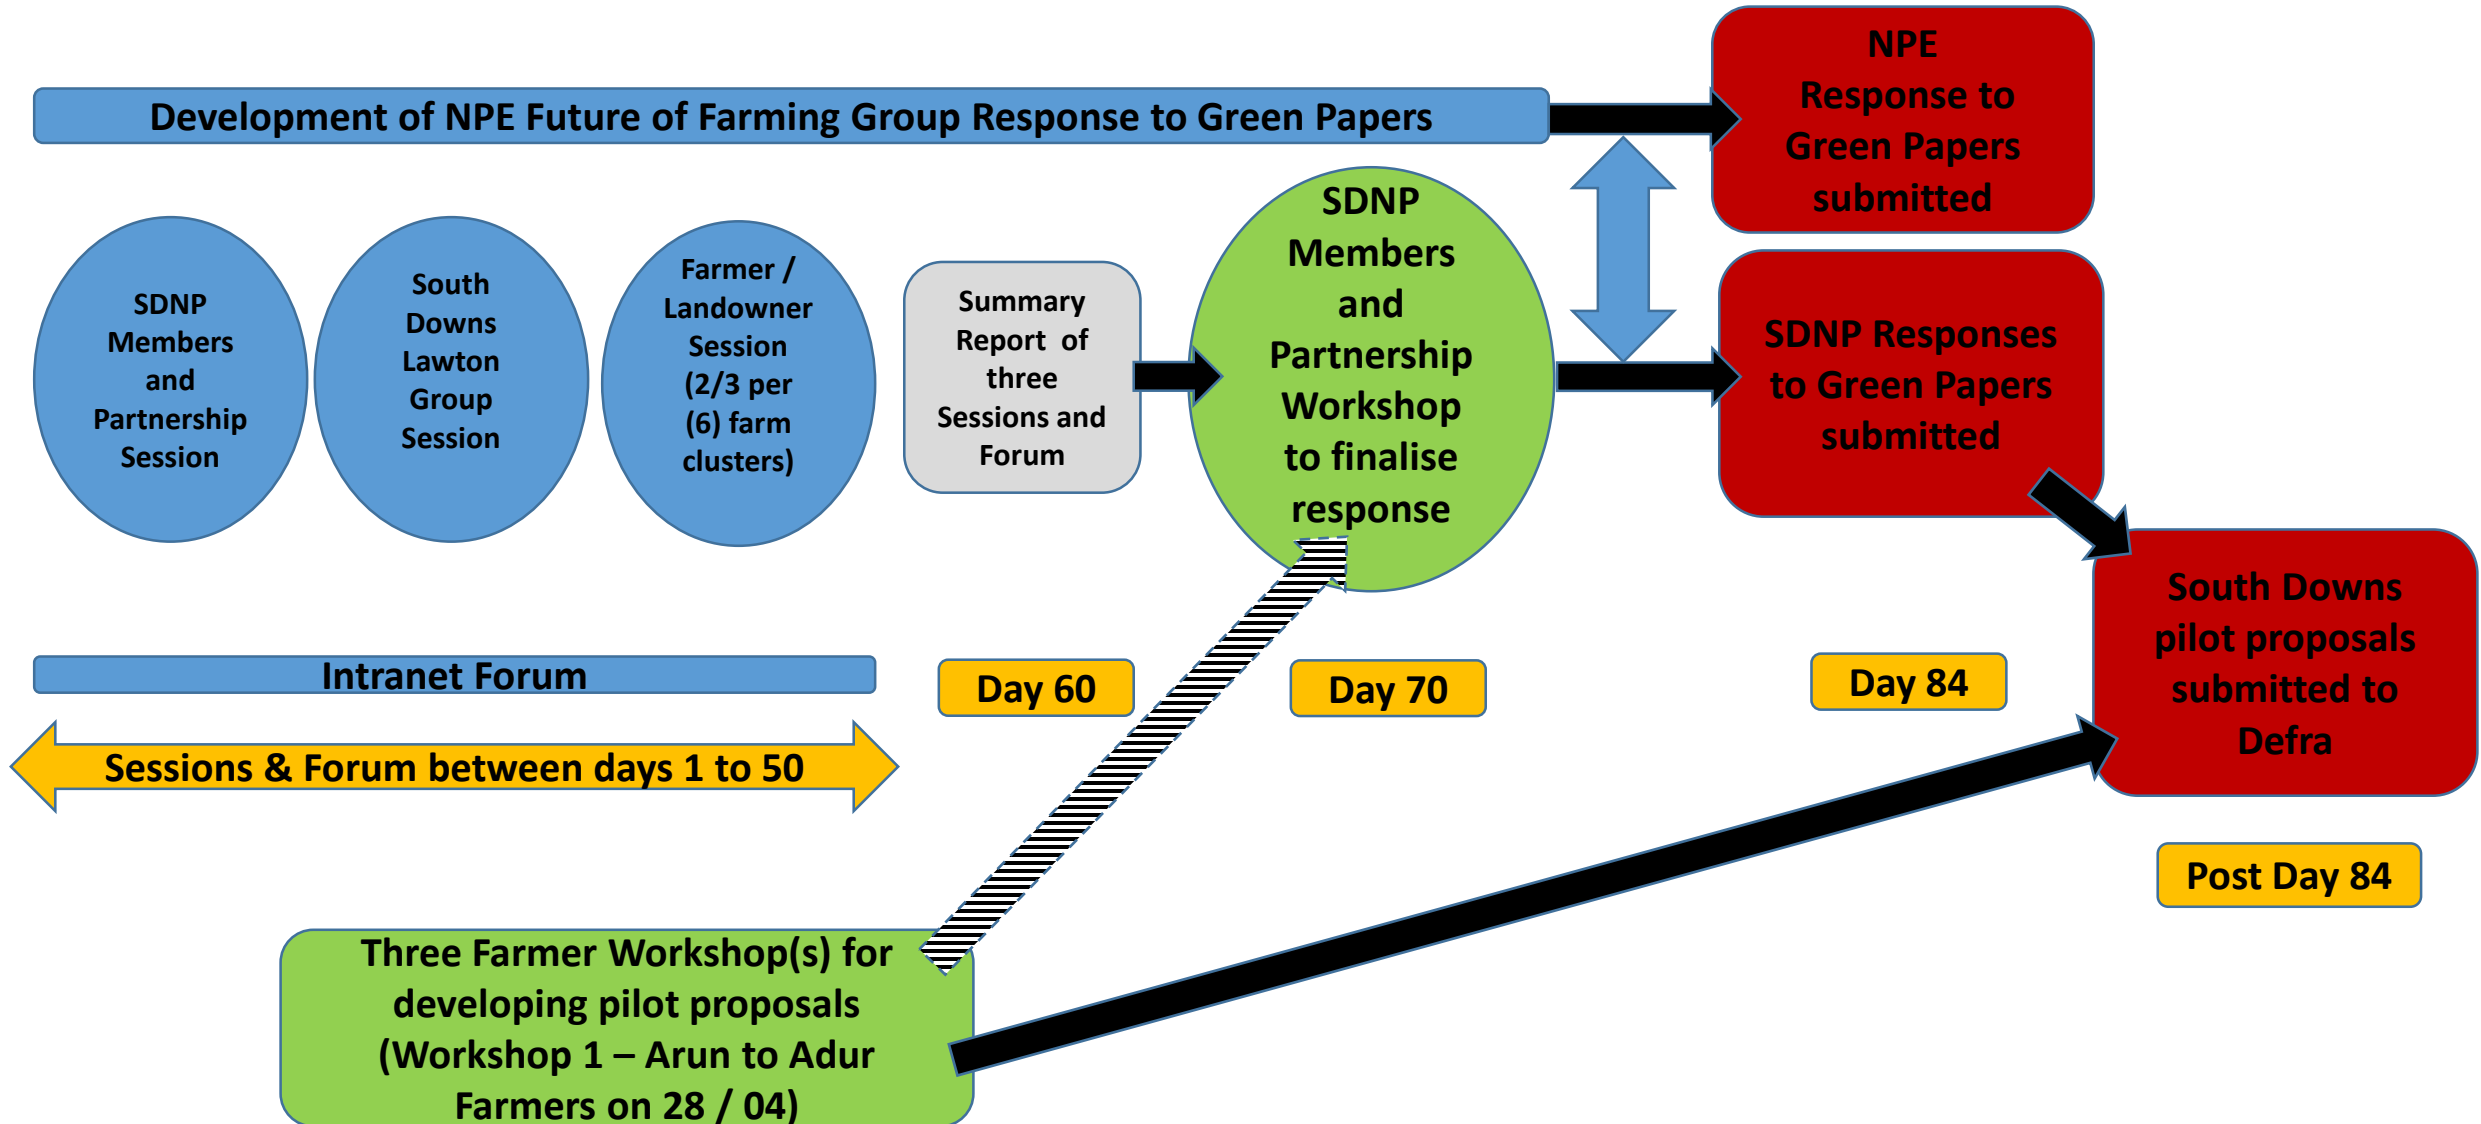 NPE
Response to
Green Papers
submitted
Development of NPE Future of Farming Group Response to Green Papers
SDNP
Members
and
Partnership
Session
South
Downs
Lawton
Group
Session
Farmer /
Landowner
Session
(2/3 per
(6) farm
clusters)
Summary
Report of
three
Sessions and
Forum
SDNP
Members
and
Partnership
Workshop
to finalise
response
SDNP Responses
to Green Papers
submitted
South Downs
pilot proposals
submitted to
Defra
Intranet Forum
Day 60
Day 70
Day 84
Sessions & Forum between days 1 to 50
Post Day 84
Three Farmer Workshop(s) for
developing pilot proposals
(Workshop 1 – Arun to Adur
Farmers on 28 / 04)